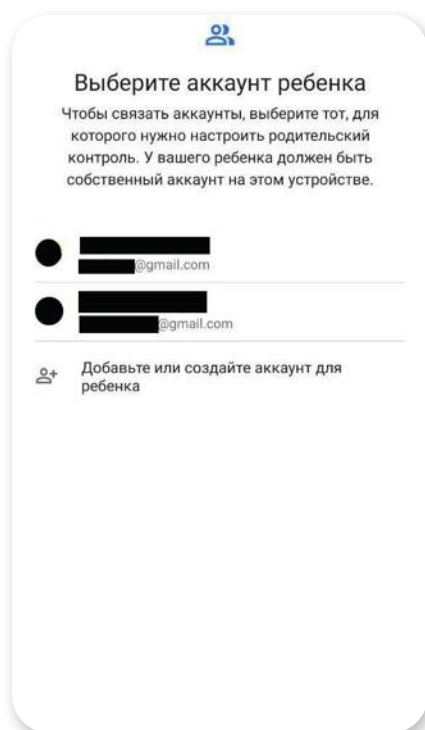 Выберите аккаунт ребенка
Чтобы связать аккаунты, выберите тот, для
которого нужно настроить родительский
контроль. У вашего ребенка должен быть
собственный аккаунт на этом устройстве.
@gmail.com
@gmail.com
Добавьте или создайте аккаунт для
ребенка